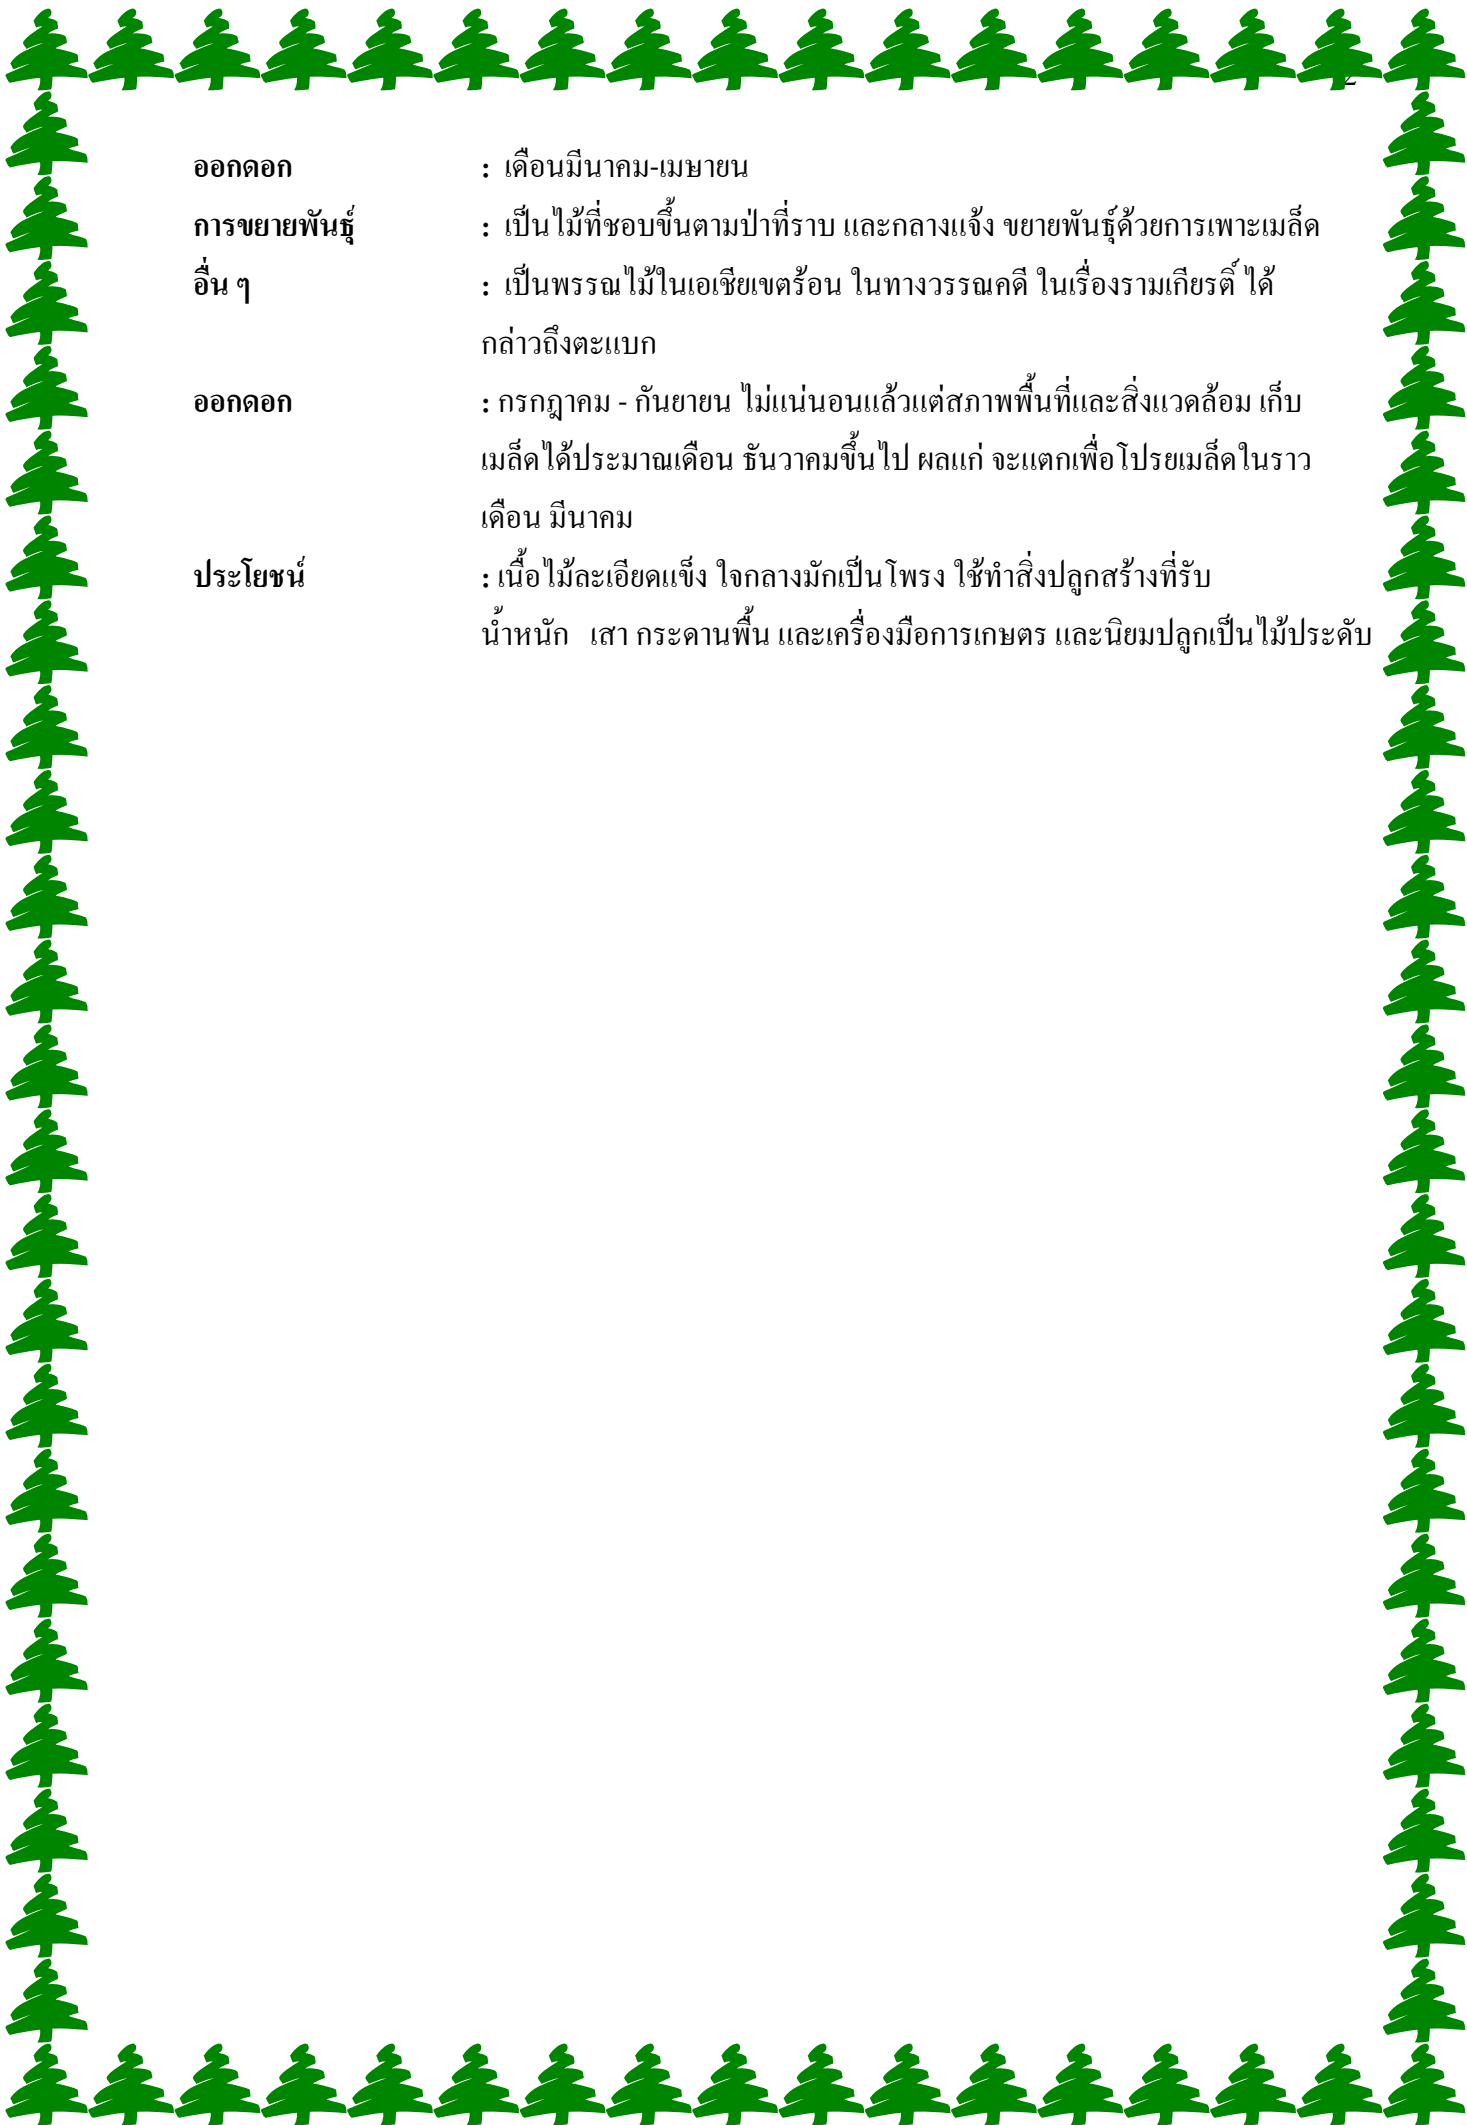 2
ออกดอก : เดือนมีนาคม-เมษายน
การขยายพันธุ์ : เป็นไม้ที่ชอบขึ้นตามป่าที่ราบ และกลางแจ้ง ขยายพันธุ์ด้วยการเพาะเมล็ด
อื่น ๆ : เป็นพรรณไม้ในเอเชียเขตร้อน ในทางวรรณคดี ในเรื่องรามเกียรติ์ ได้
กล่าวถึงตะแบก
ออกดอก : กรกฎาคม - กันยายน ไม่แน่นอนแล้วแต่สภาพพื้นที่และสิ่งแวดล้อม เก็บ
เมล็ดได้ประมาณเดือน ธันวาคมขึ้นไป ผลแก่ จะแตกเพื่อโปรยเมล็ดในราว
เดือน มีนาคม
ประโยชน์ : เนื้อไม้ละเอียดแข็ง ใจกลางมักเป็นโพรง ใช้ทำสิ่งปลูกสร้างที่รับ
น้ำหนัก เสา กระดานพื้น และเครื่องมือการเกษตร และนิยมปลูกเป็นไม้ประดับ